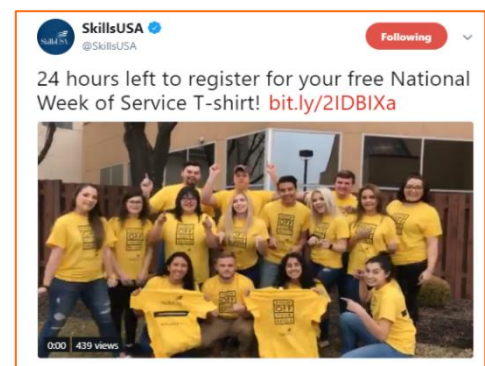 SkillsUSA
@SkillsUSA
Following
24 hours left to register for your free National
Week of Service T-shirt! bit.ly/2IDBIXa
0:00 439 views